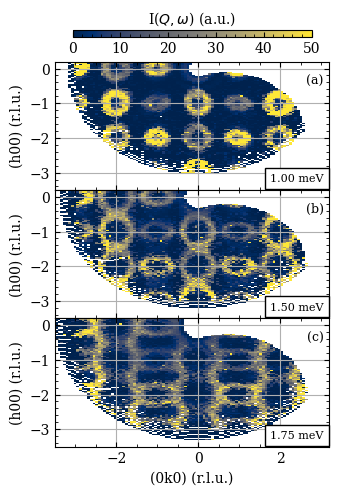 I(Q, ω) (a.u.)
0 10 20 30 40 50
(a)
0
−1
−2
−3
(h00) (r.l.u.)
1.00 meV
(b)
0
−1
−2
−3
(h00) (r.l.u.)
1.50 meV
(c)
0
−1
−2
−3
(h00) (r.l.u.)
1.75 meV
−2 0 2
(0k0) (r.l.u.)